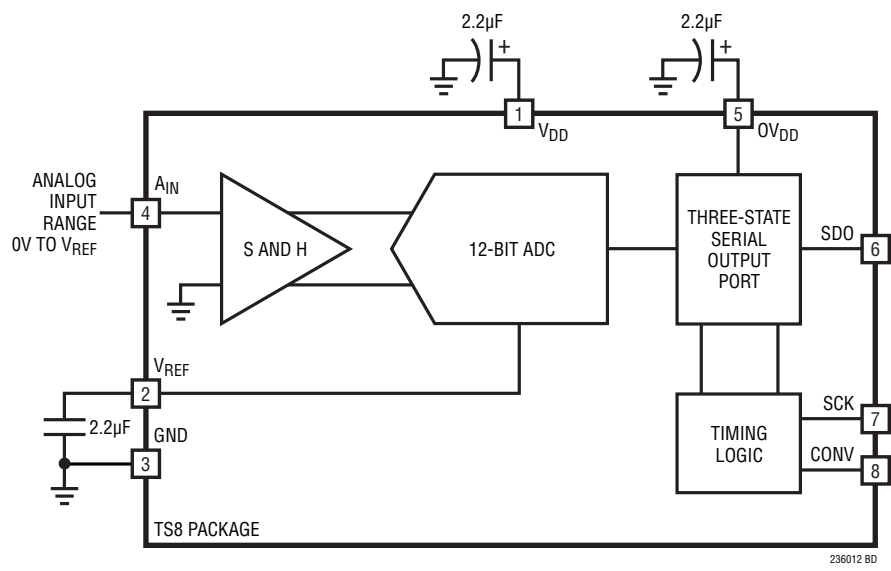 2.2µF
2.2µF
+
+
1
VDD
5
OVDD
ANALOG
INPUT
RANGE
0V TO VREF
4
AIN
S AND H
12-BIT ADC
THREE-STATE
SERIAL
OUTPUT
PORT
SDO
6
VREF
2
2.2µF
GND
3
TIMING
LOGIC
SCK
7
CONV
8
TS8 PACKAGE
236012 BD